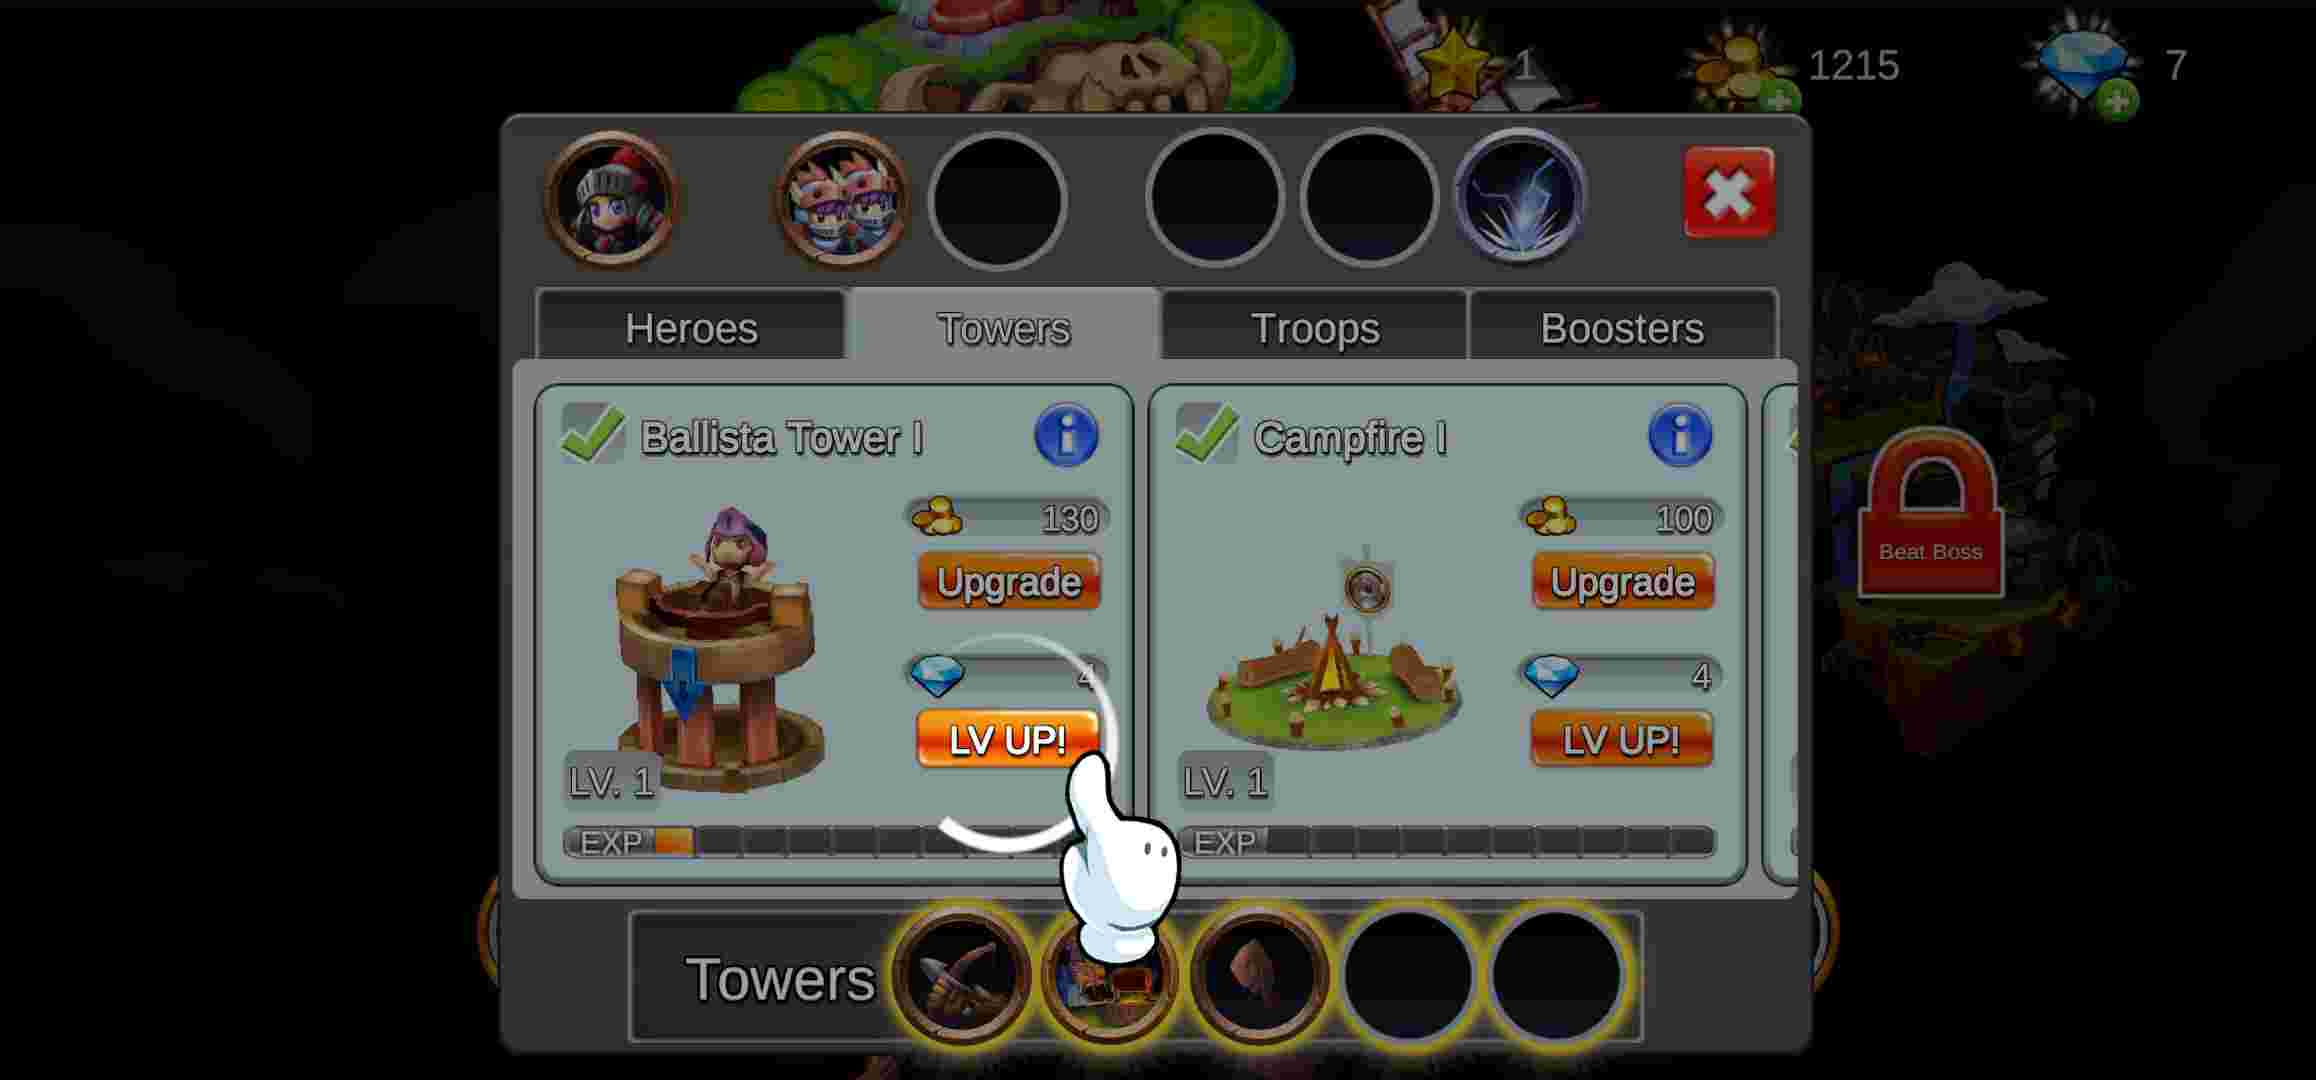 1
1215
7
Heroes
Towers
Troops
Boosters
Ballista Tower I
130
Upgrade
4
LV UP!
LV. 1
EXP
Campfire I
100
Upgrade
4
LV UP!
LV. 1
EXP
Beat Boss
Towers